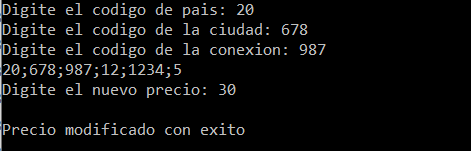 Digite el codigo de pais: 20
Digite el codigo de la ciudad: 678
Digite el codigo de la conexion: 987
20;678;987;12;1234;5
Digite el nuevo precio: 30
Precio modificado con exito